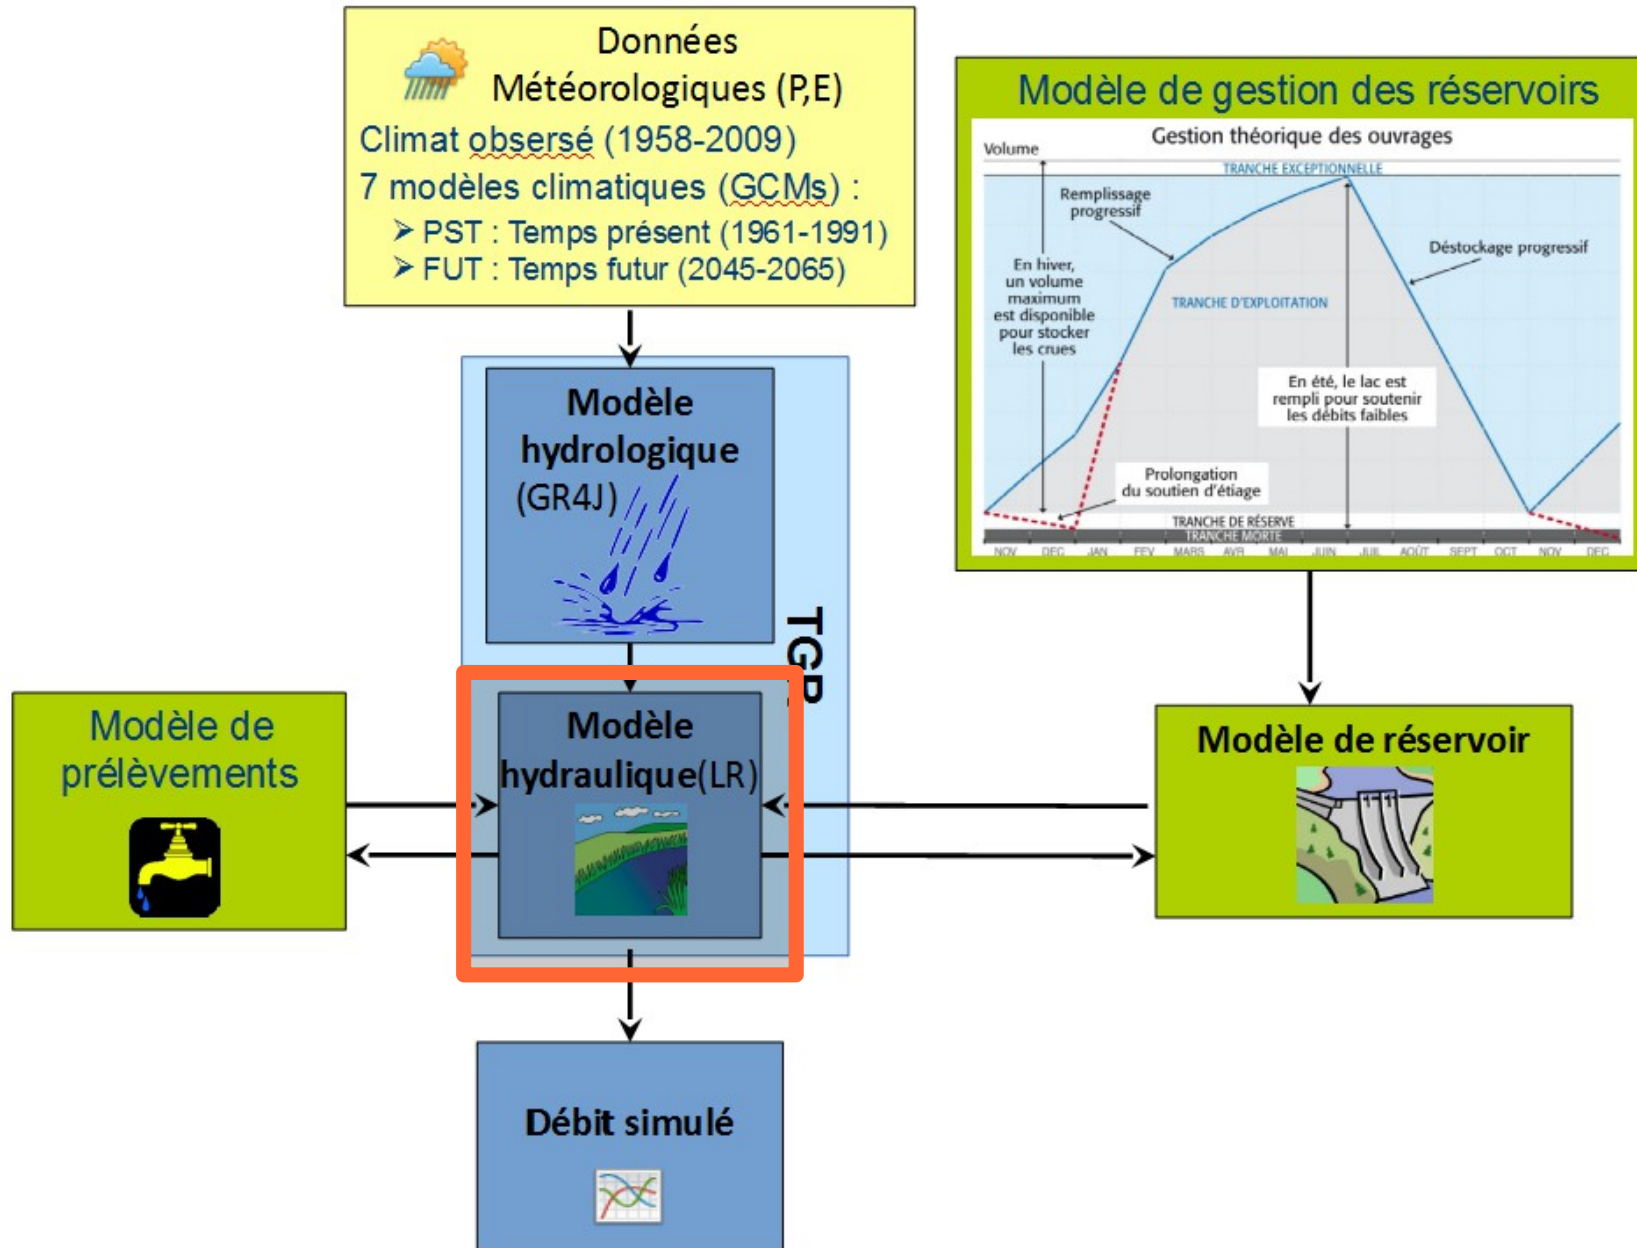 Données
Météorologiques (P,E)
Climat obsersé (1958-2009)
7 modèles climatiques (GCMs) :
➢ PST : Temps présent (1961-1991)
➢ FUT : Temps futur (2045-2065)
Modèle de gestion des réservoirs
Gestion théorique des ouvrages
Volume
TRANCHE EXCEPTIONNELLE
Remplissage
progressif
Déstockage progressif
En hiver,
un volume
maximum
est disponible
pour stocker
les crues
TRANCHE D'EXPLOITATION
En été, le lac est
rempli pour soutenir
les débits faibles
Prolongation
du soutien d'étiage
TRANCHE DE RÉSERVE
TRANCHE MORTE
NOV DEC JAN FEV MARS AVR MAI JUIN JUIL AOÛT SEPT OCT NOV DEC
Modèle
hydrologique
(GR4J)
TGR
Modèle de
prélèvements
Modèle
hydraulique(LR)
Modèle de réservoir
Débit simulé